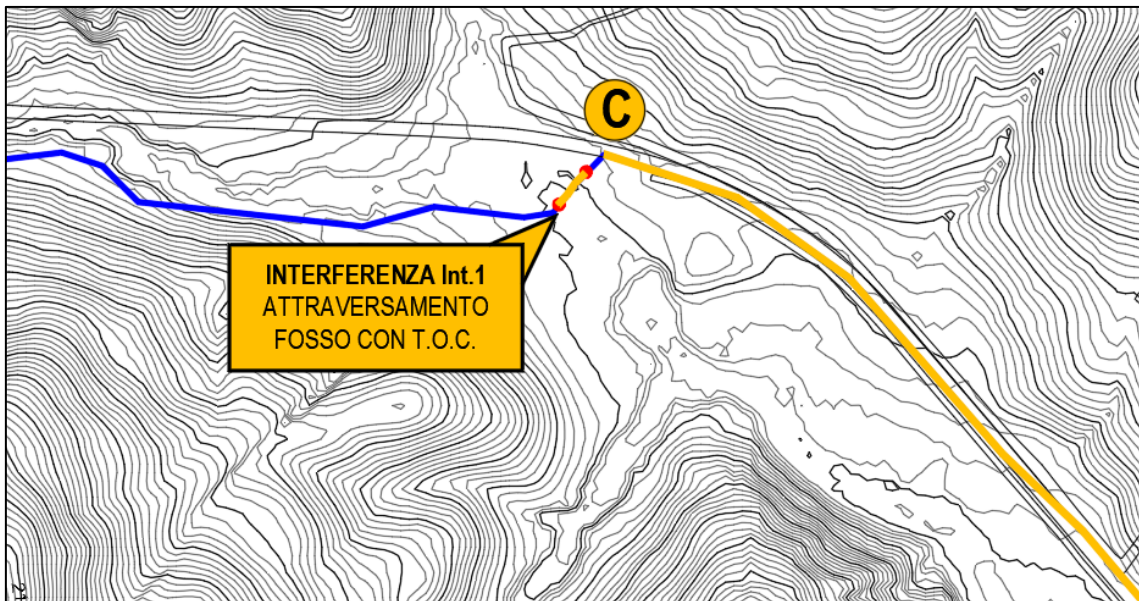 C
INTERFERENZA Int.1
ATTRAVERSAMENTO
FOSSO CON T.O.C.